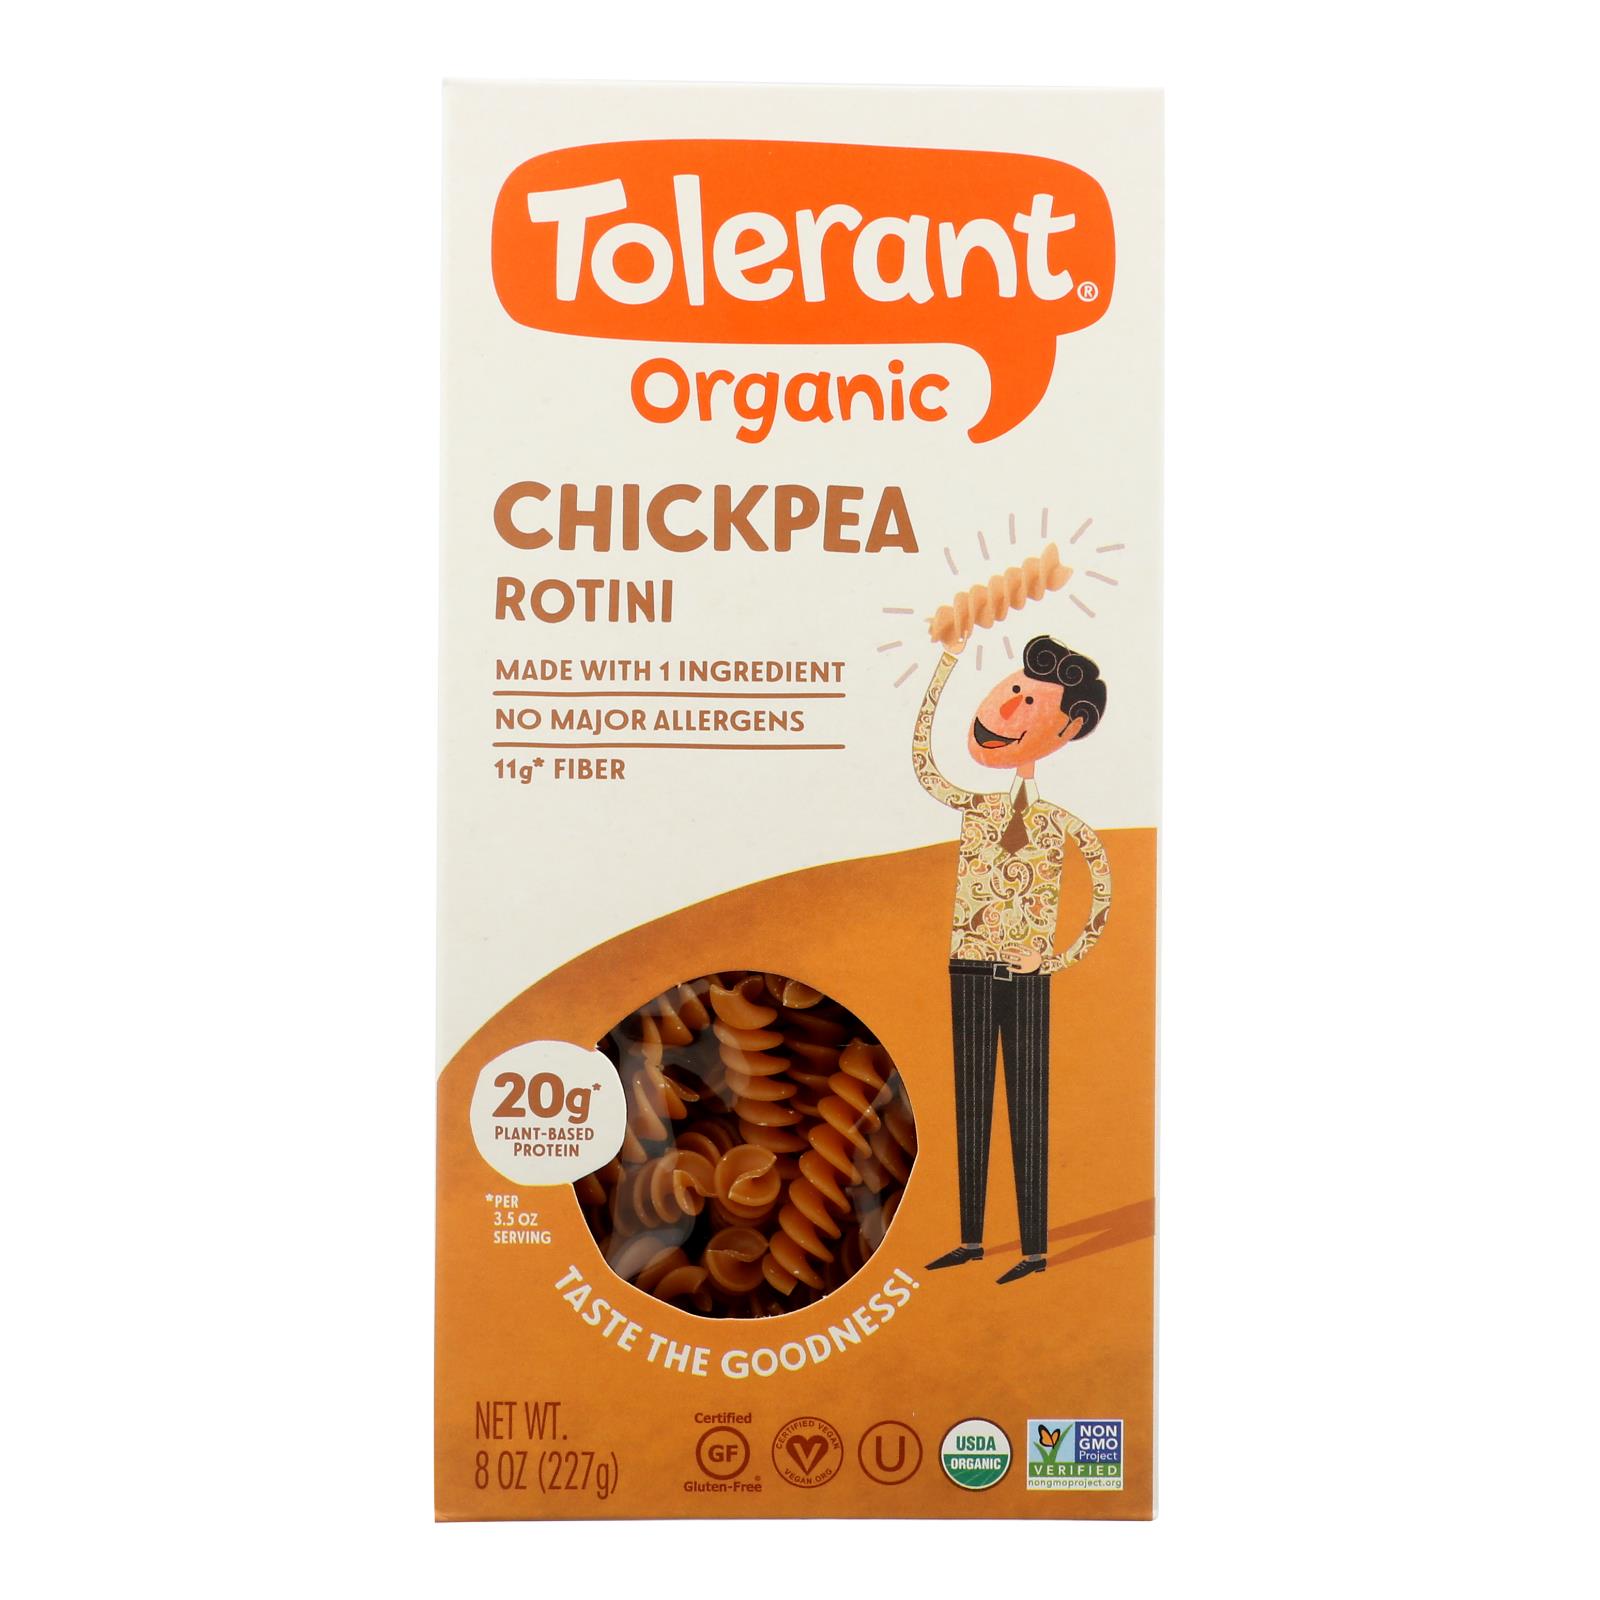 Tolerant®
Organic
CHICKPEA
ROTINI
MADE WITH 1 INGREDIENT
NO MAJOR ALLERGENS
11g* FIBER
20g*
PLANT-BASED
PROTEIN
*PER
3.5 OZ
SERVING
TASTE THE GOODNESS!
NET WT.
8 OZ (227g)
Certified
GF
Gluten-Free®
CERTIFIED VEGAN
V
VEGAN.ORG
U
USDA
ORGANIC
NON
GMO
Project
VERIFIED
nongmoproject.org